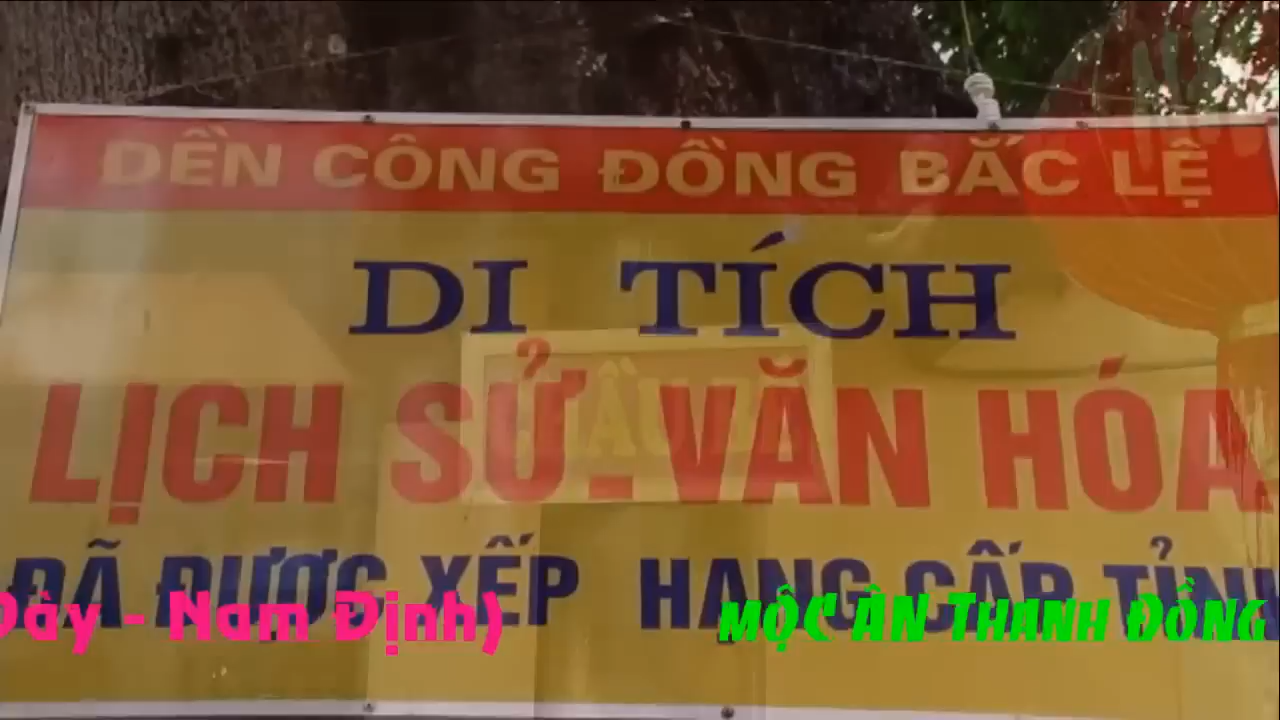 ĐỀN CÔNG ĐỒNG BẮC LỆ
DI TÍCH
LỊCH SỬ - VĂN HÓA
ĐÃ ĐƯỢC XẾP HẠNG CẤP TỈNH
Dày - Nam Định)
MỘC ÂN THANH ĐỒNG